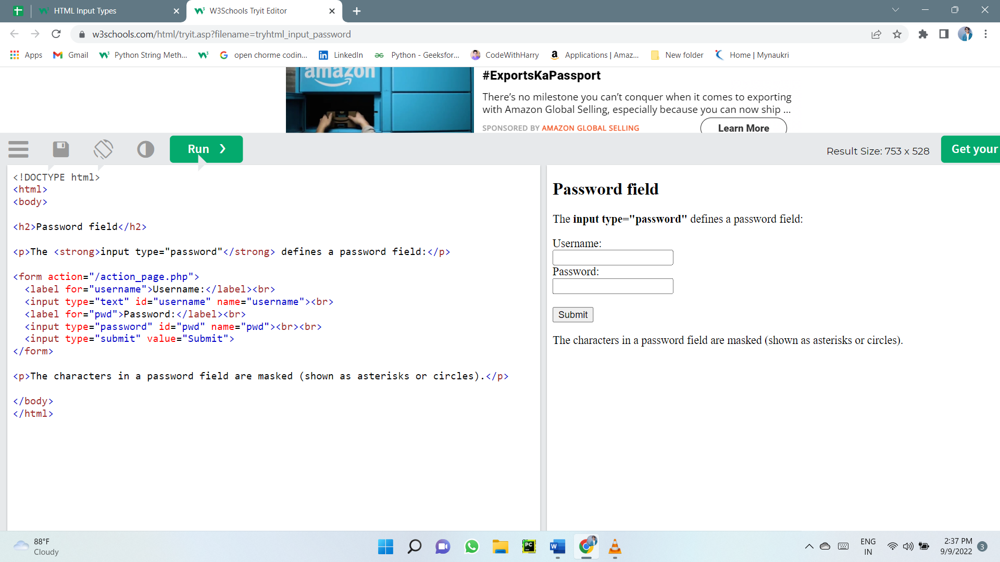 HTML Input Types
W3Schools Tryit Editor
w3schools.com/html/tryit.asp?filename=tryhtml_input_password
Apps
Gmail
Python String Meth...
open chorme codin...
LinkedIn
Python - Geeksfor...
CodeWithHarry
Applications | Amaz...
New folder
Home | Mynaukri
amazon
#ExportsKaPassport
There's no milestone you can't conquer when it comes to exporting
with Amazon Global Selling, especially because you can now ship ...
SPONSORED BY AMAZON GLOBAL SELLING
Learn More
Run ❯
Result Size: 753 x 528
Get your
<!DOCTYPE html>
<html>
<body>
<h2>Password field</h2>
<p>The <strong>input type="password"</strong> defines a password field:</p>
<form action="/action_page.php">
<label for="username">Username:</label><br>
<input type="text" id="username" name="username"><br>
<label for="pwd">Password:</label><br>
<input type="password" id="pwd" name="pwd"><br><br>
<input type="submit" value="Submit">
</form>
<p>The characters in a password field are masked (shown as asterisks or circles).</p>
</body>
</html>
Password field
The input type="password" defines a password field:
Username:
Password:
Submit
The characters in a password field are masked (shown as asterisks or circles).
88°F
Cloudy
PC
W
ENG
IN
2:37 PM
9/9/2022
3